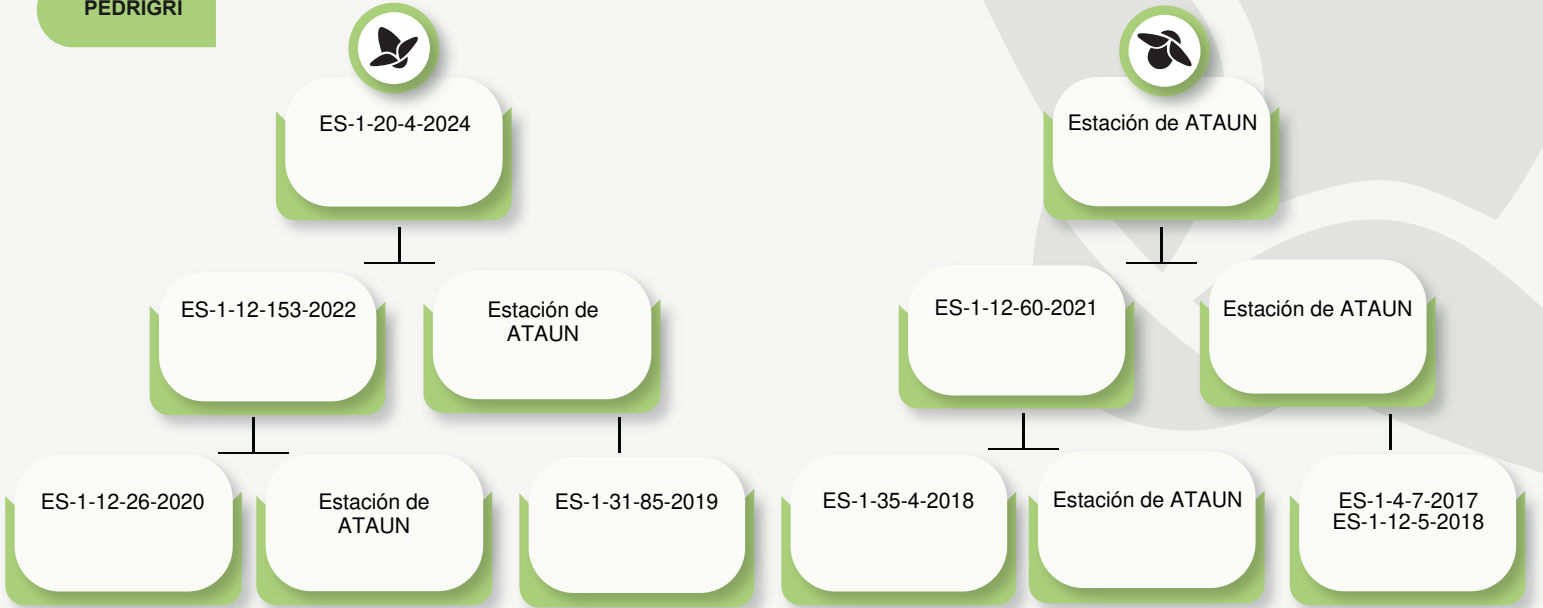 PEDRIGRI
ES-1-20-4-2024
Estación de ATAUN
ES-1-12-153-2022
Estación de
ATAUN
ES-1-12-60-2021
Estación de ATAUN
ES-1-12-26-2020
Estación de
ATAUN
ES-1-31-85-2019
ES-1-35-4-2018
Estación de ATAUN
ES-1-4-7-2017
ES-1-12-5-2018